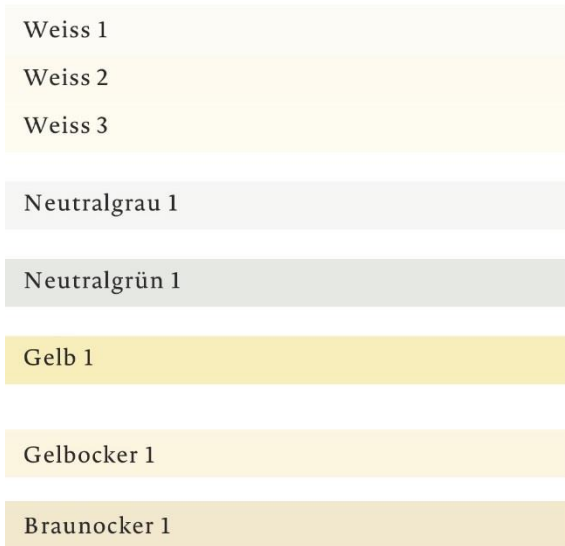 Weiss 1
Weiss 2
Weiss 3
Neutralgrau 1
Neutralgrün 1
Gelb 1
Gelbocker 1
Braunocker 1